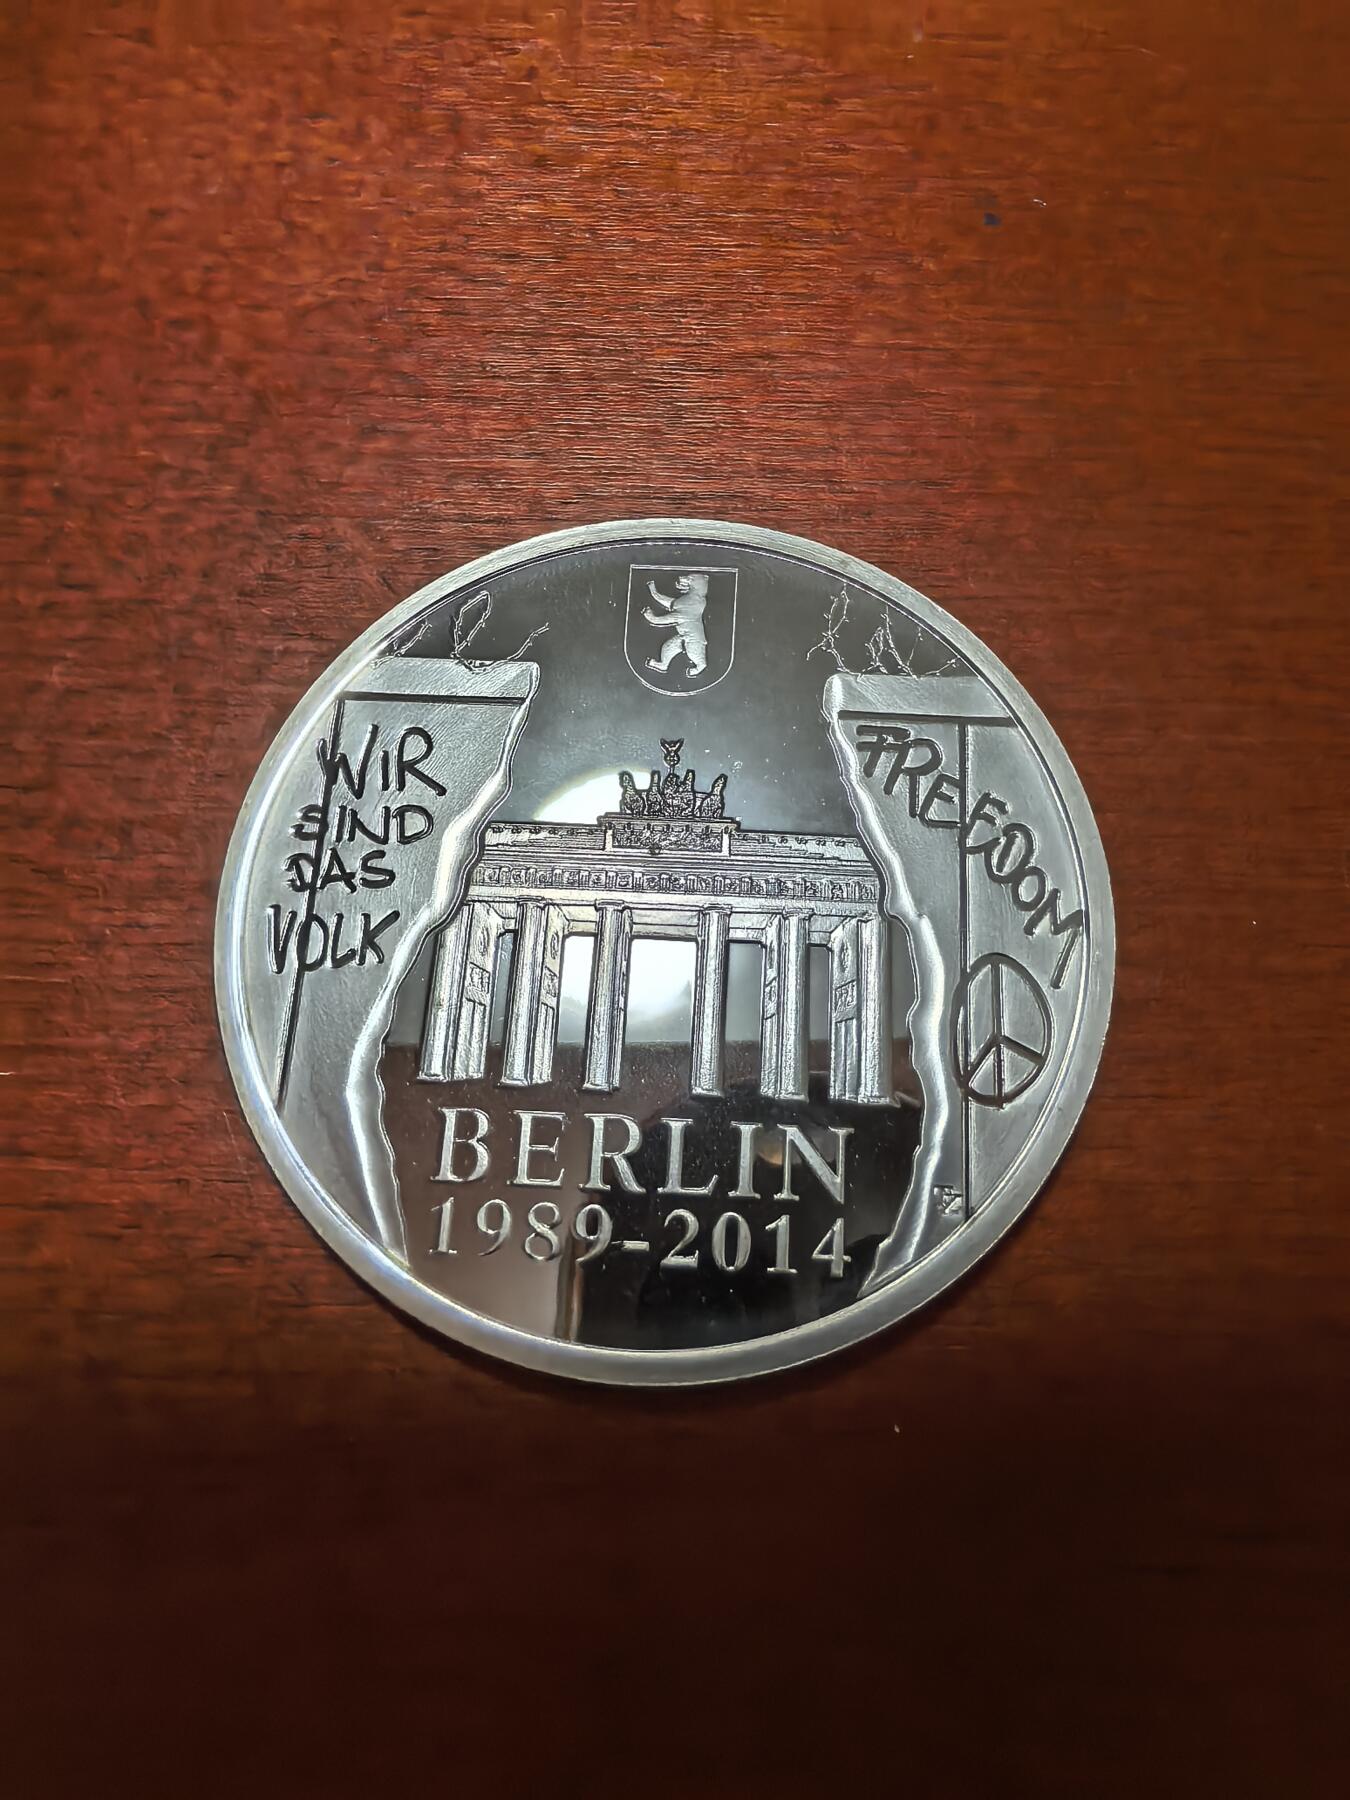 WIR
SIND
DAS
VOLK
FREEDOM
BERLIN
1989-2014